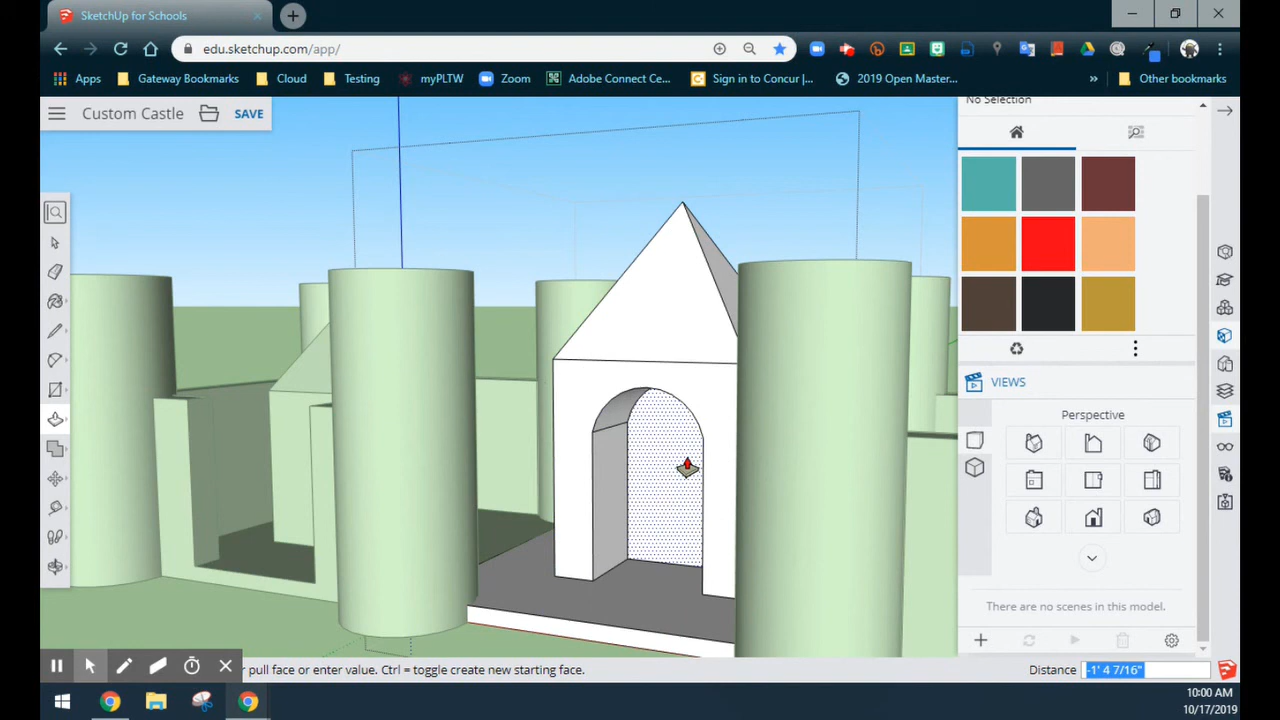 SketchUp for Schools
edu.sketchup.com/app/
Apps Gateway Bookmarks Cloud Testing myPLTW Zoom Adobe Connect Ce... Sign in to Concur |... 2019 Open Master... » Other bookmarks
Custom Castle SAVE
No Selection
VIEWS
Perspective
There are no scenes in this model.
r pull face or enter value. Ctrl = toggle create new starting face.
Distance -1' 4 7/16"
10:00 AM
10/17/2019